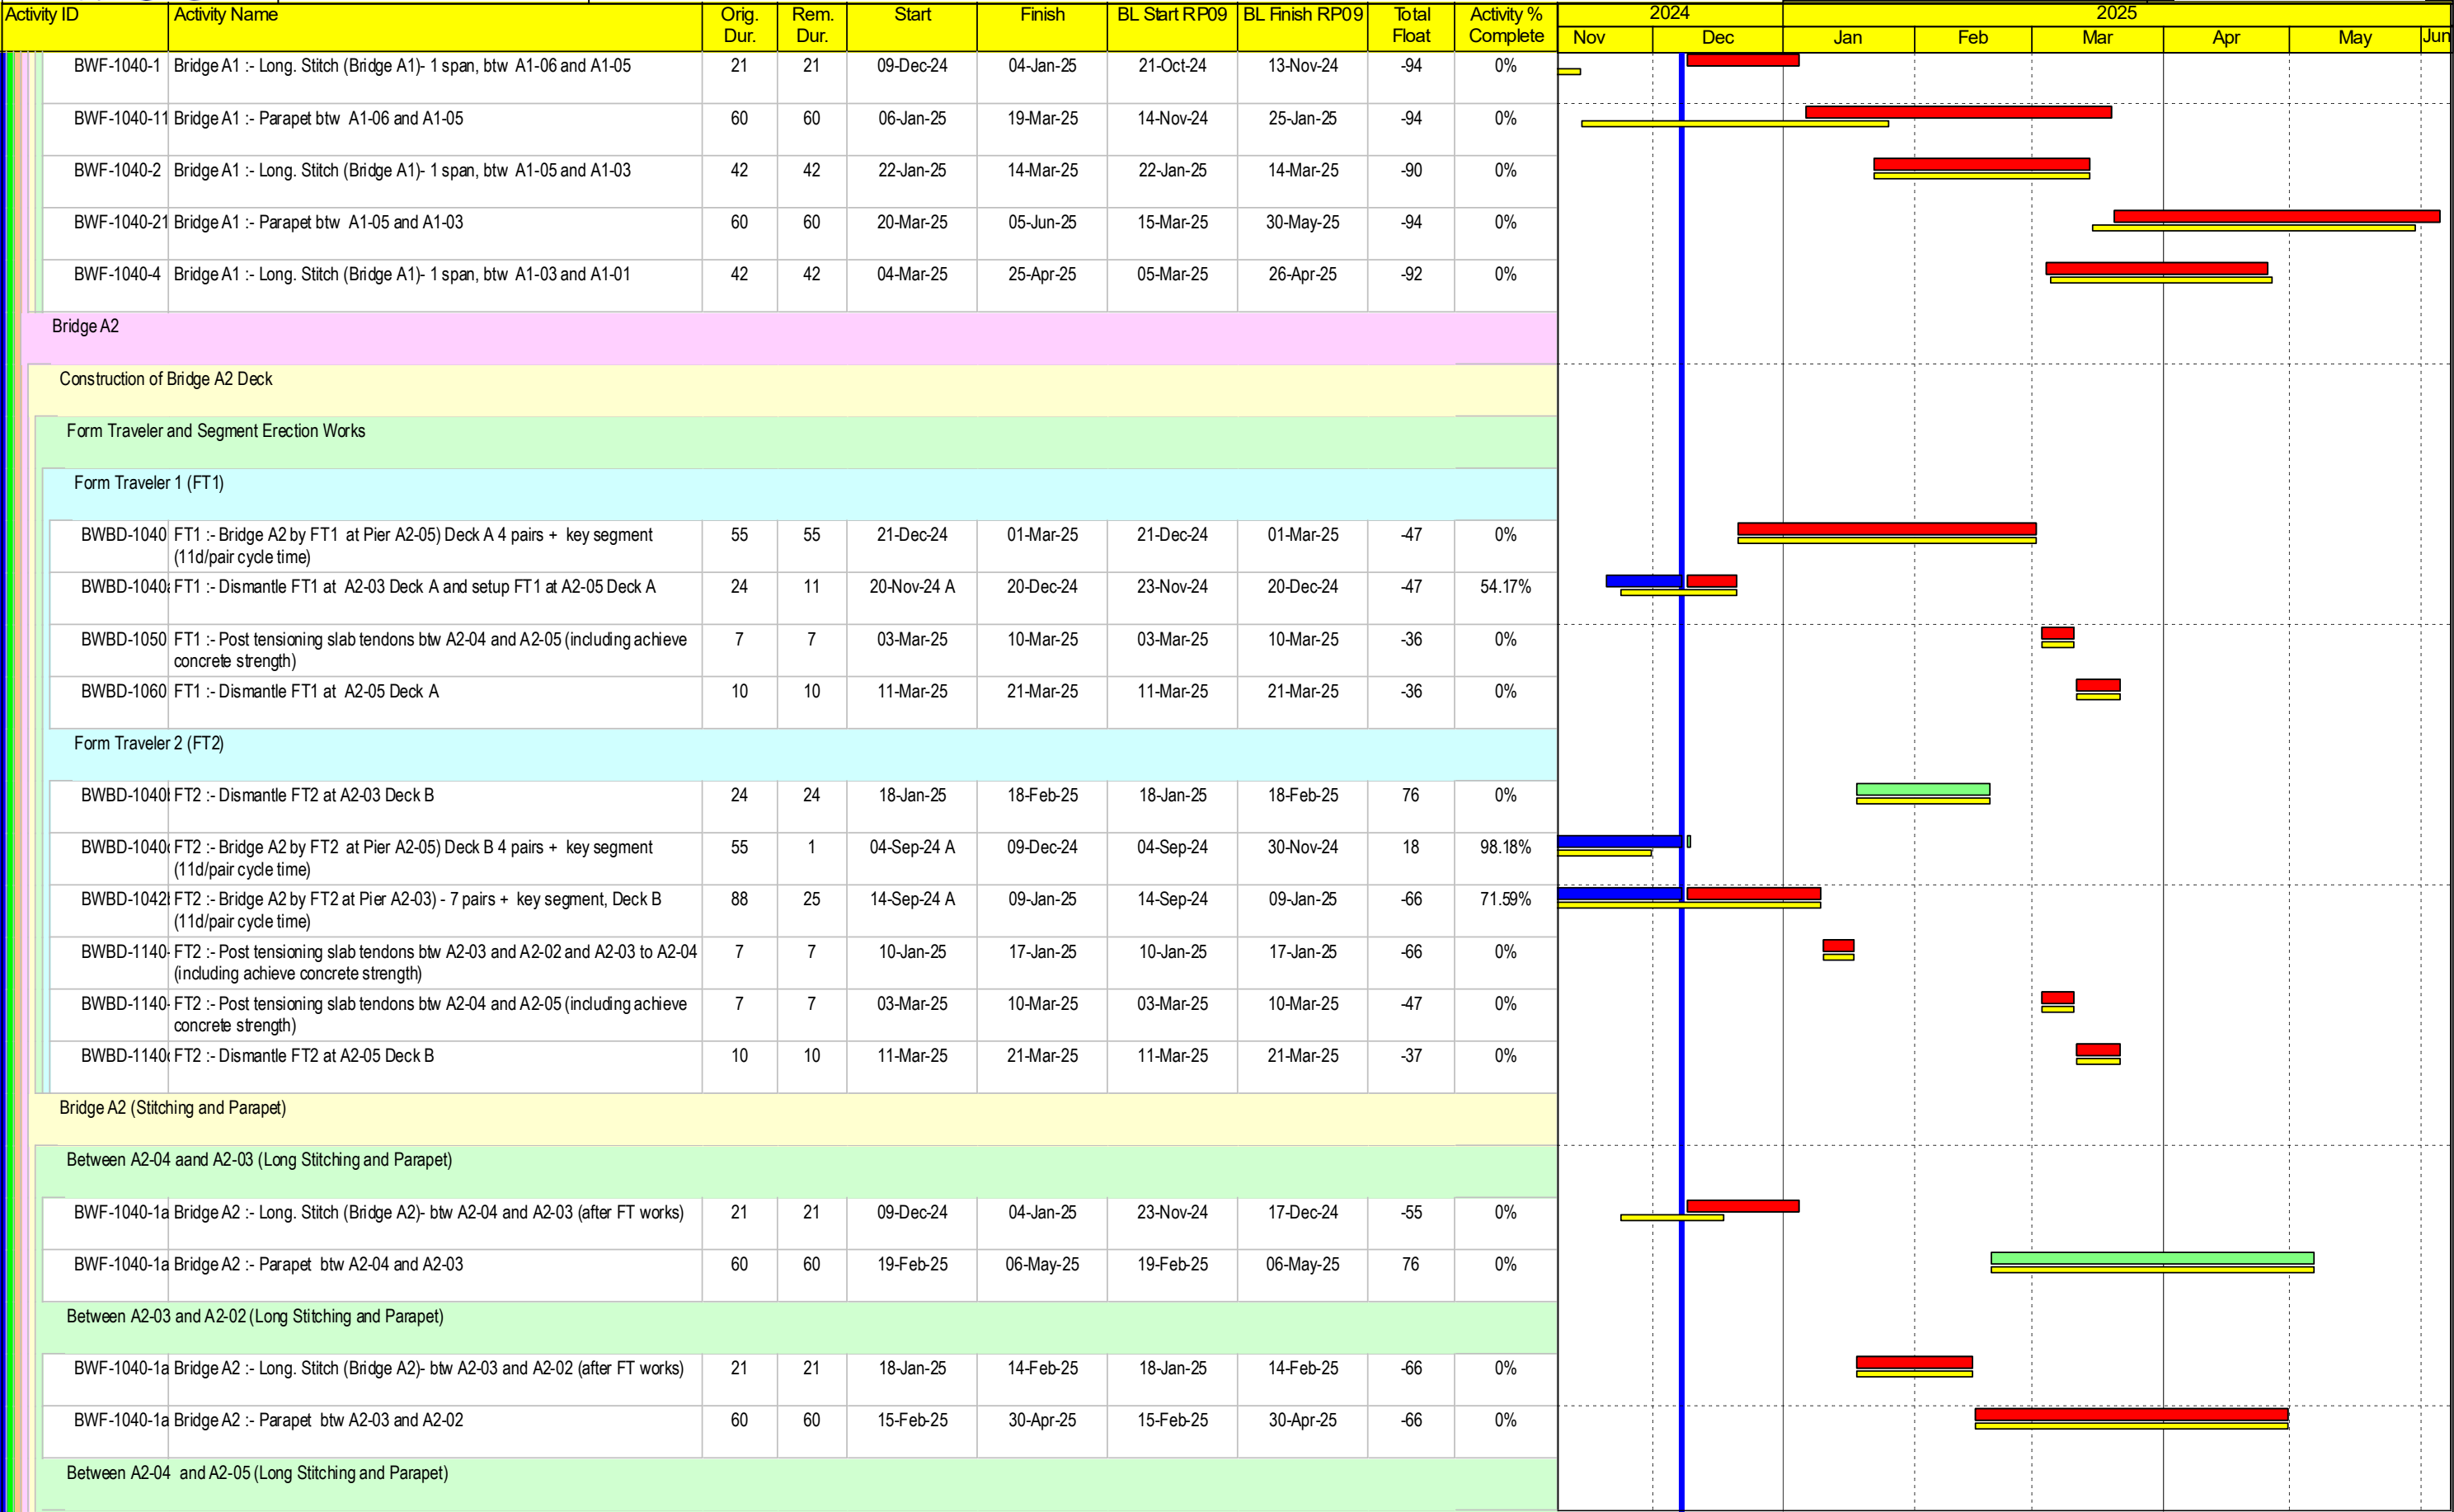 Activity ID Activity Name Orig. Dur. Rem. Dur. Start Finish BL Start RP09 BL Finish RP09 Total Float Activity % Complete 2024 2025
Nov Dec Jan Feb Mar Apr May Jun
BWF-1040-1 Bridge A1 :- Long. Stitch (Bridge A1)- 1 span, btw A1-06 and A1-05 21 21 09-Dec-24 04-Jan-25 21-Oct-24 13-Nov-24 -94 0%
BWF-1040-11 Bridge A1 :- Parapet btw A1-06 and A1-05 60 60 06-Jan-25 19-Mar-25 14-Nov-24 25-Jan-25 -94 0%
BWF-1040-2 Bridge A1 :- Long. Stitch (Bridge A1)- 1 span, btw A1-05 and A1-03 42 42 22-Jan-25 14-Mar-25 22-Jan-25 14-Mar-25 -90 0%
BWF-1040-21 Bridge A1 :- Parapet btw A1-05 and A1-03 60 60 20-Mar-25 05-Jun-25 15-Mar-25 30-May-25 -94 0%
BWF-1040-4 Bridge A1 :- Long. Stitch (Bridge A1)- 1 span, btw A1-03 and A1-01 42 42 04-Mar-25 25-Apr-25 05-Mar-25 26-Apr-25 -92 0%
Bridge A2
Construction of Bridge A2 Deck
Form Traveler and Segment Erection Works
Form Traveler 1 (FT1)
BWBD-1040 FT1 :- Bridge A2 by FT1 at Pier A2-05) Deck A 4 pairs + key segment 55 55 21-Dec-24 01-Mar-25 21-Dec-24 01-Mar-25 -47 0%
(11d/pair cycle time)
BWBD-1040a FT1 :- Dismantle FT1 at A2-03 Deck A and setup FT1 at A2-05 Deck A 24 11 20-Nov-24 A 20-Dec-24 23-Nov-24 20-Dec-24 -47 54.17%
BWBD-1050 FT1 :- Post tensioning slab tendons btw A2-04 and A2-05 (including achieve 7 7 03-Mar-25 10-Mar-25 03-Mar-25 10-Mar-25 -36 0%
concrete strength)
BWBD-1060 FT1 :- Dismantle FT1 at A2-05 Deck A 10 10 11-Mar-25 21-Mar-25 11-Mar-25 21-Mar-25 -36 0%
Form Traveler 2 (FT2)
BWBD-1040b FT2 :- Dismantle FT2 at A2-03 Deck B 24 24 18-Jan-25 18-Feb-25 18-Jan-25 18-Feb-25 76 0%
BWBD-1040c FT2 :- Bridge A2 by FT2 at Pier A2-05) Deck B 4 pairs + key segment 55 1 04-Sep-24 A 09-Dec-24 04-Sep-24 30-Nov-24 18 98.18%
(11d/pair cycle time)
BWBD-1042b FT2 :- Bridge A2 by FT2 at Pier A2-03) - 7 pairs + key segment, Deck B 88 25 14-Sep-24 A 09-Jan-25 14-Sep-24 09-Jan-25 -66 71.59%
(11d/pair cycle time)
BWBD-1140- FT2 :- Post tensioning slab tendons btw A2-03 and A2-02 and A2-03 to A2-04 7 7 10-Jan-25 17-Jan-25 10-Jan-25 17-Jan-25 -66 0%
(including achieve concrete strength)
BWBD-1140- FT2 :- Post tensioning slab tendons btw A2-04 and A2-05 (including achieve 7 7 03-Mar-25 10-Mar-25 03-Mar-25 10-Mar-25 -47 0%
concrete strength)
BWBD-1140c FT2 :- Dismantle FT2 at A2-05 Deck B 10 10 11-Mar-25 21-Mar-25 11-Mar-25 21-Mar-25 -37 0%
Bridge A2 (Stitching and Parapet)
Between A2-04 aand A2-03 (Long Stitching and Parapet)
BWF-1040-1a Bridge A2 :- Long. Stitch (Bridge A2)- btw A2-04 and A2-03 (after FT works) 21 21 09-Dec-24 04-Jan-25 23-Nov-24 17-Dec-24 -55 0%
BWF-1040-1a Bridge A2 :- Parapet btw A2-04 and A2-03 60 60 19-Feb-25 06-May-25 19-Feb-25 06-May-25 76 0%
Between A2-03 and A2-02 (Long Stitching and Parapet)
BWF-1040-1a Bridge A2 :- Long. Stitch (Bridge A2)- btw A2-03 and A2-02 (after FT works) 21 21 18-Jan-25 14-Feb-25 18-Jan-25 14-Feb-25 -66 0%
BWF-1040-1a Bridge A2 :- Parapet btw A2-03 and A2-02 60 60 15-Feb-25 30-Apr-25 15-Feb-25 30-Apr-25 -66 0%
Between A2-04 and A2-05 (Long Stitching and Parapet)